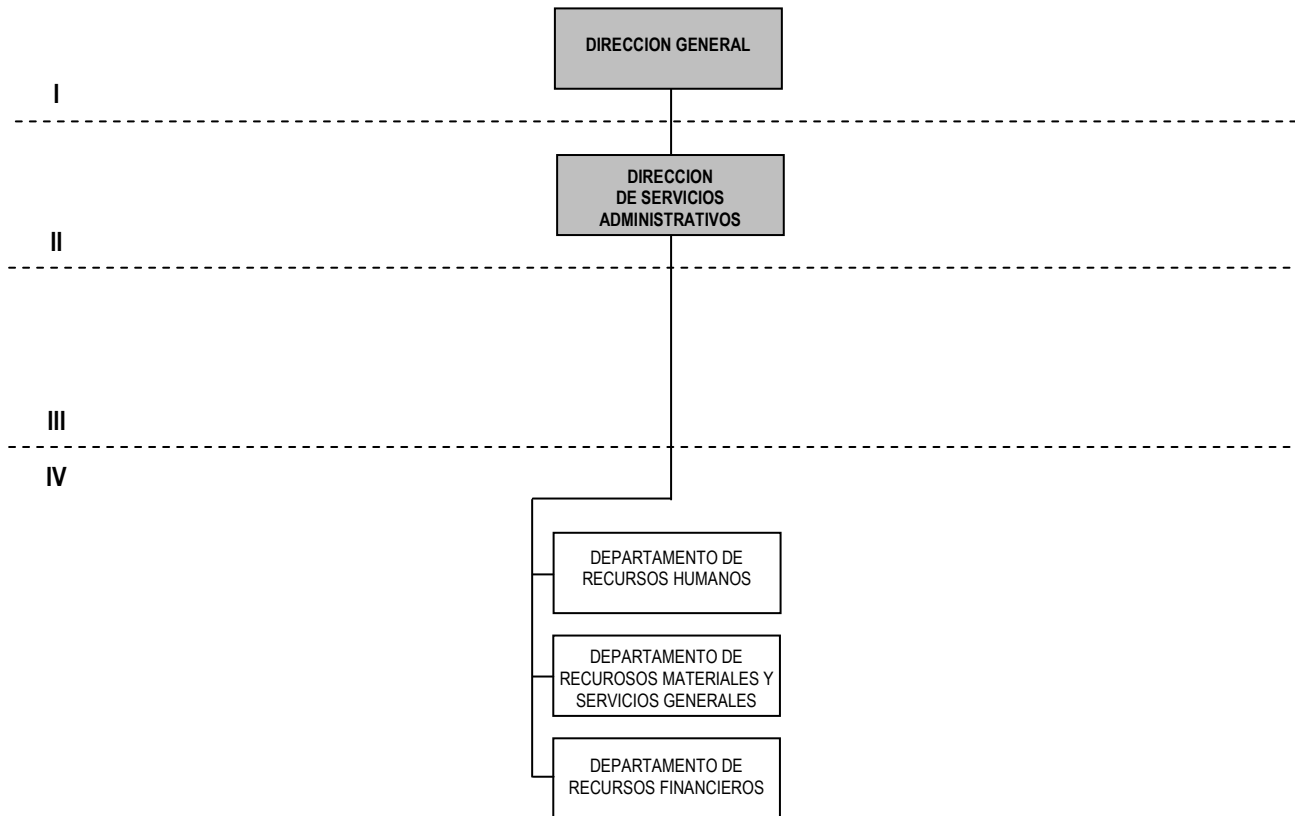 DIRECCION GENERAL
I
DIRECCION
DE SERVICIOS
ADMINISTRATIVOS
II
III
IV
DEPARTAMENTO DE
RECURSOS HUMANOS
DEPARTAMENTO DE
RECUROSOS MATERIALES Y
SERVICIOS GENERALES
DEPARTAMENTO DE
RECURSOS FINANCIEROS